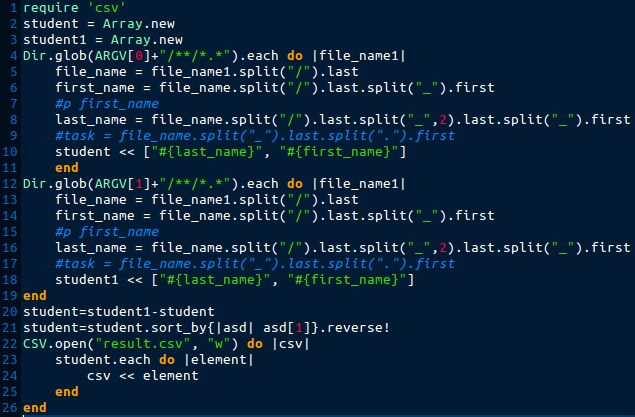 1 require 'csv'
2 student = Array.new
3 student1 = Array.new
4 Dir.glob(ARGV[0]+"/**/*.*").each do |file_name1|
5     file_name = file_name1.split("/").last
6     first_name = file_name.split("/").last.split("_").first
7     #p first_name
8     last_name = file_name.split("/").last.split("_",2).last.split("_").first
9     #task = file_name.split("_").last.split(".").first
10     student << ["#{last_name}", "#{first_name}"]
11     end
12 Dir.glob(ARGV[1]+"/**/*.*").each do |file_name1|
13     file_name = file_name1.split("/").last
14     first_name = file_name.split("/").last.split("_").first
15     #p first_name
16     last_name = file_name.split("/").last.split("_",2).last.split("_").first
17     #task = file_name.split("_").last.split(".").first
18     student1 << ["#{last_name}", "#{first_name}"]
19 end
20 student=student1-student
21 student=student.sort_by{|asd| asd[1]}.reverse!
22 CSV.open("result.csv", "w") do |csv|
23     student.each do |element|
24         csv << element
25     end
26 end